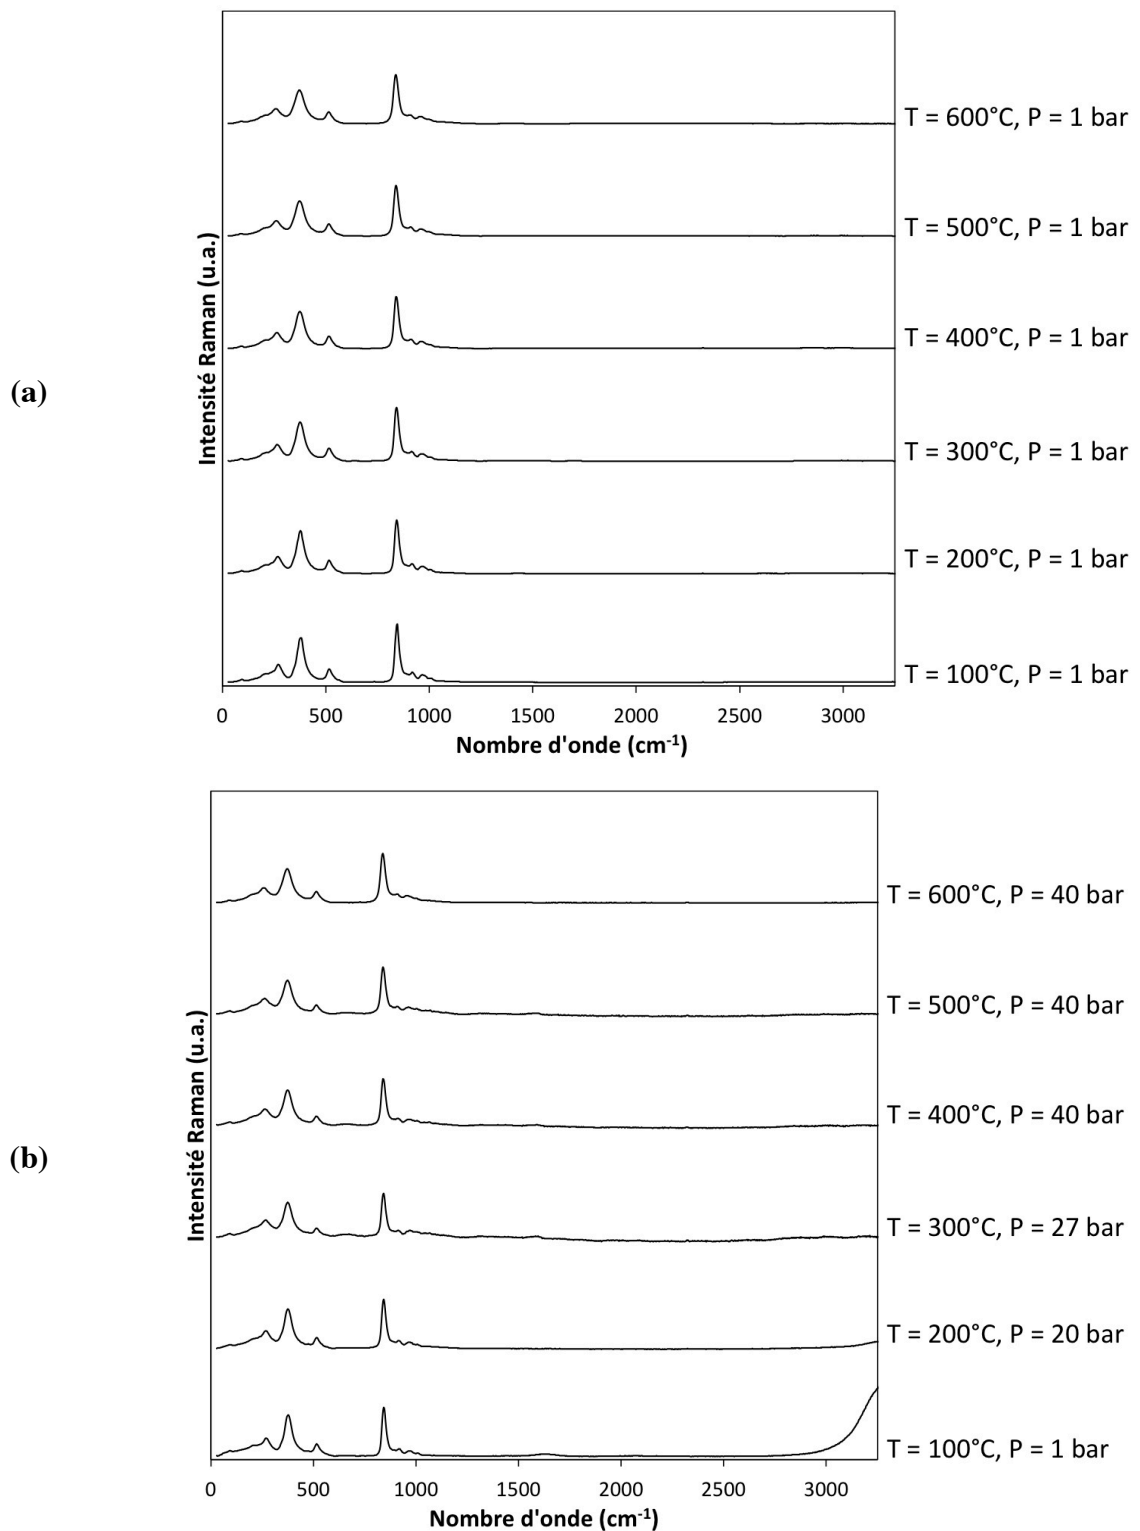 T = 600°C, P = 1 bar
T = 500°C, P = 1 bar
T = 400°C, P = 1 bar
T = 300°C, P = 1 bar
T = 200°C, P = 1 bar
T = 100°C, P = 1 bar
Intensité Raman (u.a.)
(a)
0 500 1000 1500 2000 2500 3000
Nombre d'onde (cm-1)
T = 600°C, P = 40 bar
T = 500°C, P = 40 bar
T = 400°C, P = 40 bar
T = 300°C, P = 27 bar
T = 200°C, P = 20 bar
T = 100°C, P = 1 bar
Intensité Raman (u.a.)
(b)
0 500 1000 1500 2000 2500 3000
Nombre d'onde (cm-1)